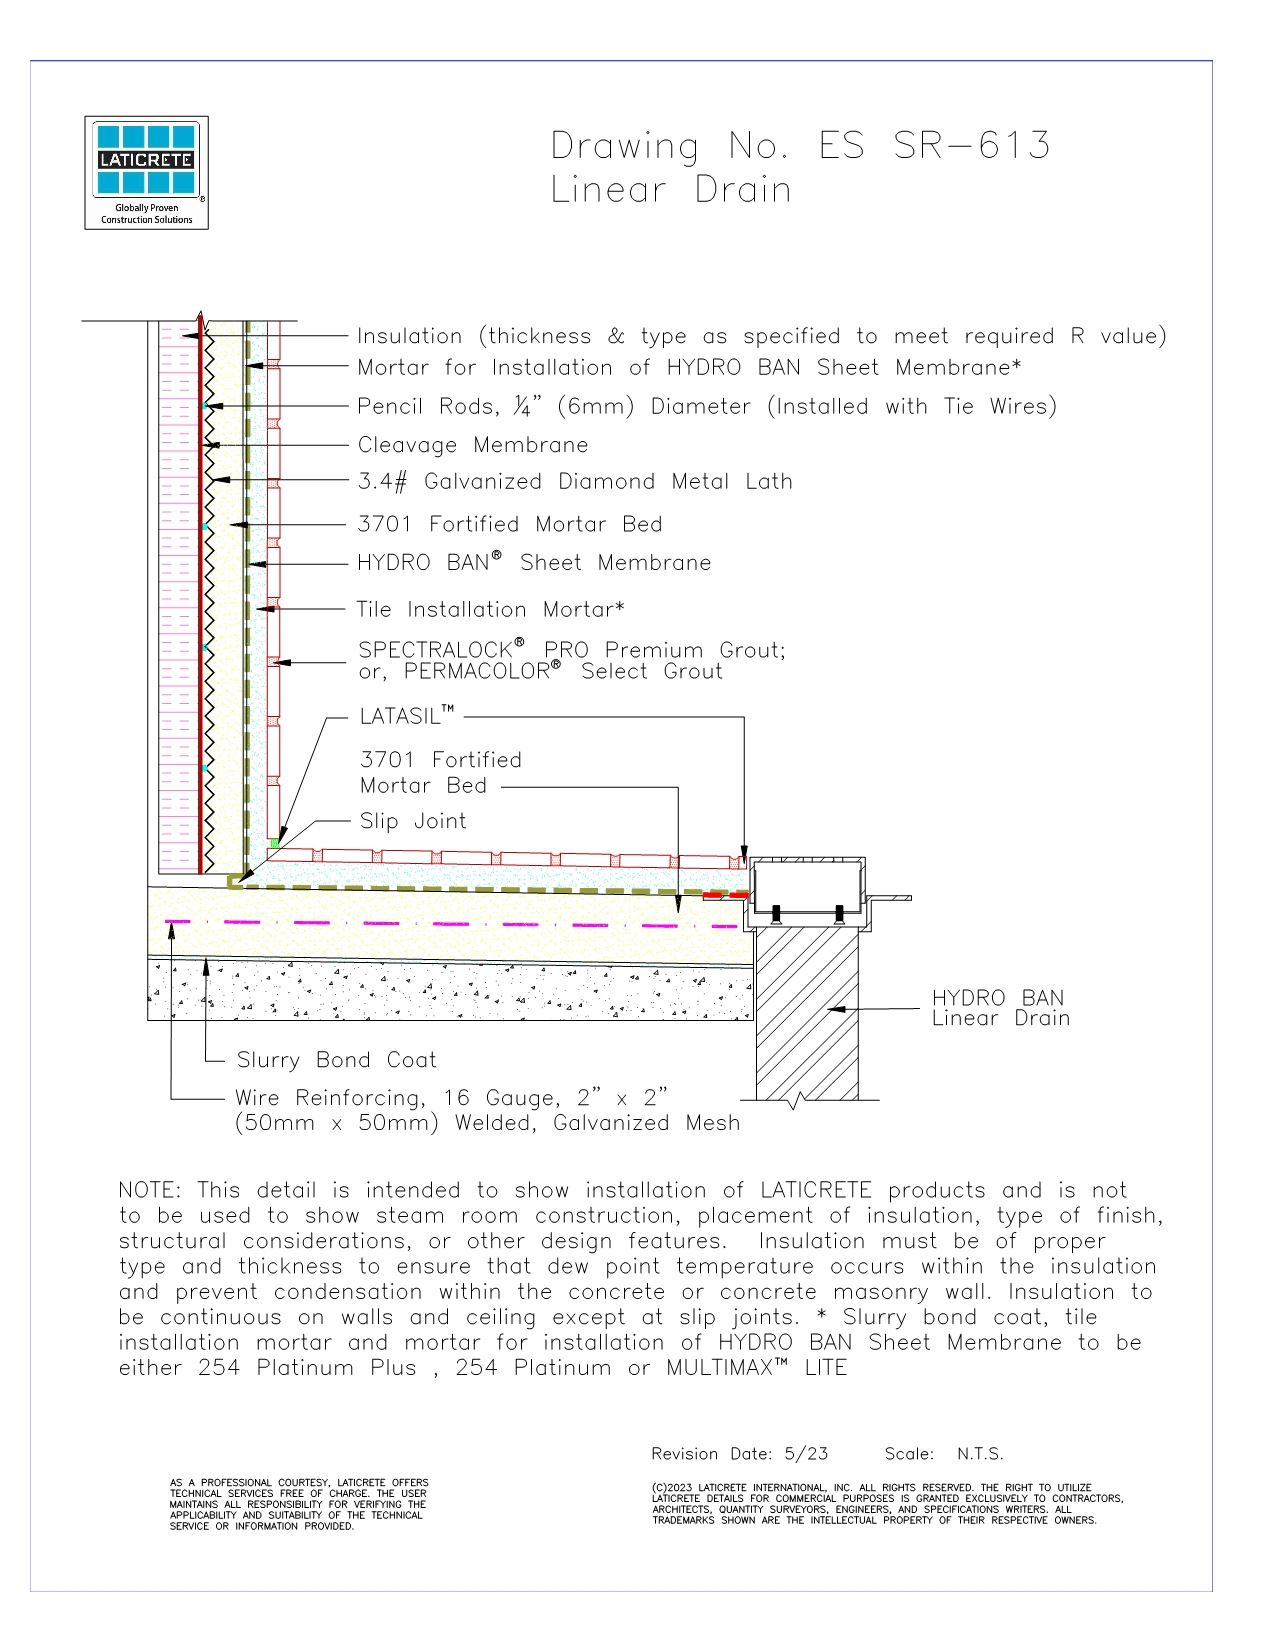 LATICRETE
®
Globally Proven
Construction Solutions
Drawing No. ES SR-613
Linear Drain
Insulation (thickness & type as specified to meet required R value)
Mortar for Installation of HYDRO BAN Sheet Membrane*
Pencil Rods, ¼” (6mm) Diameter (Installed with Tie Wires)
Cleavage Membrane
3.4# Galvanized Diamond Metal Lath
3701 Fortified Mortar Bed
HYDRO BAN® Sheet Membrane
Tile Installation Mortar*
SPECTRALOCK® PRO Premium Grout;
or, PERMACOLOR® Select Grout
LATASIL™
3701 Fortified
Mortar Bed
Slip Joint
HYDRO BAN
Linear Drain
Slurry Bond Coat
Wire Reinforcing, 16 Gauge, 2” x 2”
(50mm x 50mm) Welded, Galvanized Mesh
NOTE: This detail is intended to show installation of LATICRETE products and is not
to be used to show steam room construction, placement of insulation, type of finish,
structural considerations, or other design features. Insulation must be of proper
type and thickness to ensure that dew point temperature occurs within the insulation
and prevent condensation within the concrete or concrete masonry wall. Insulation to
be continuous on walls and ceiling except at slip joints. * Slurry bond coat, tile
installation mortar and mortar for installation of HYDRO BAN Sheet Membrane to be
either 254 Platinum Plus , 254 Platinum or MULTIMAX™ LITE
Revision Date: 5/23 Scale: N.T.S.
AS A PROFESSIONAL COURTESY, LATICRETE OFFERS
TECHNICAL SERVICES FREE OF CHARGE. THE USER
MAINTAINS ALL RESPONSIBILITY FOR VERIFYING THE
APPLICABILITY AND SUITABILITY OF THE TECHNICAL
SERVICE OR INFORMATION PROVIDED.
(C)2023 LATICRETE INTERNATIONAL, INC. ALL RIGHTS RESERVED. THE RIGHT TO UTILIZE
LATICRETE DETAILS FOR COMMERCIAL PURPOSES IS GRANTED EXCLUSIVELY TO CONTRACTORS,
ARCITECTS, QUANTITY SURVEYORS, ENGINEERS, AND SPECIFICATIONS WRITERS. ALL
TRADEMARKS SHOWN ARE THE INTELLECTUAL PROPERTY OF THEIR RESPECTIVE OWNERS.